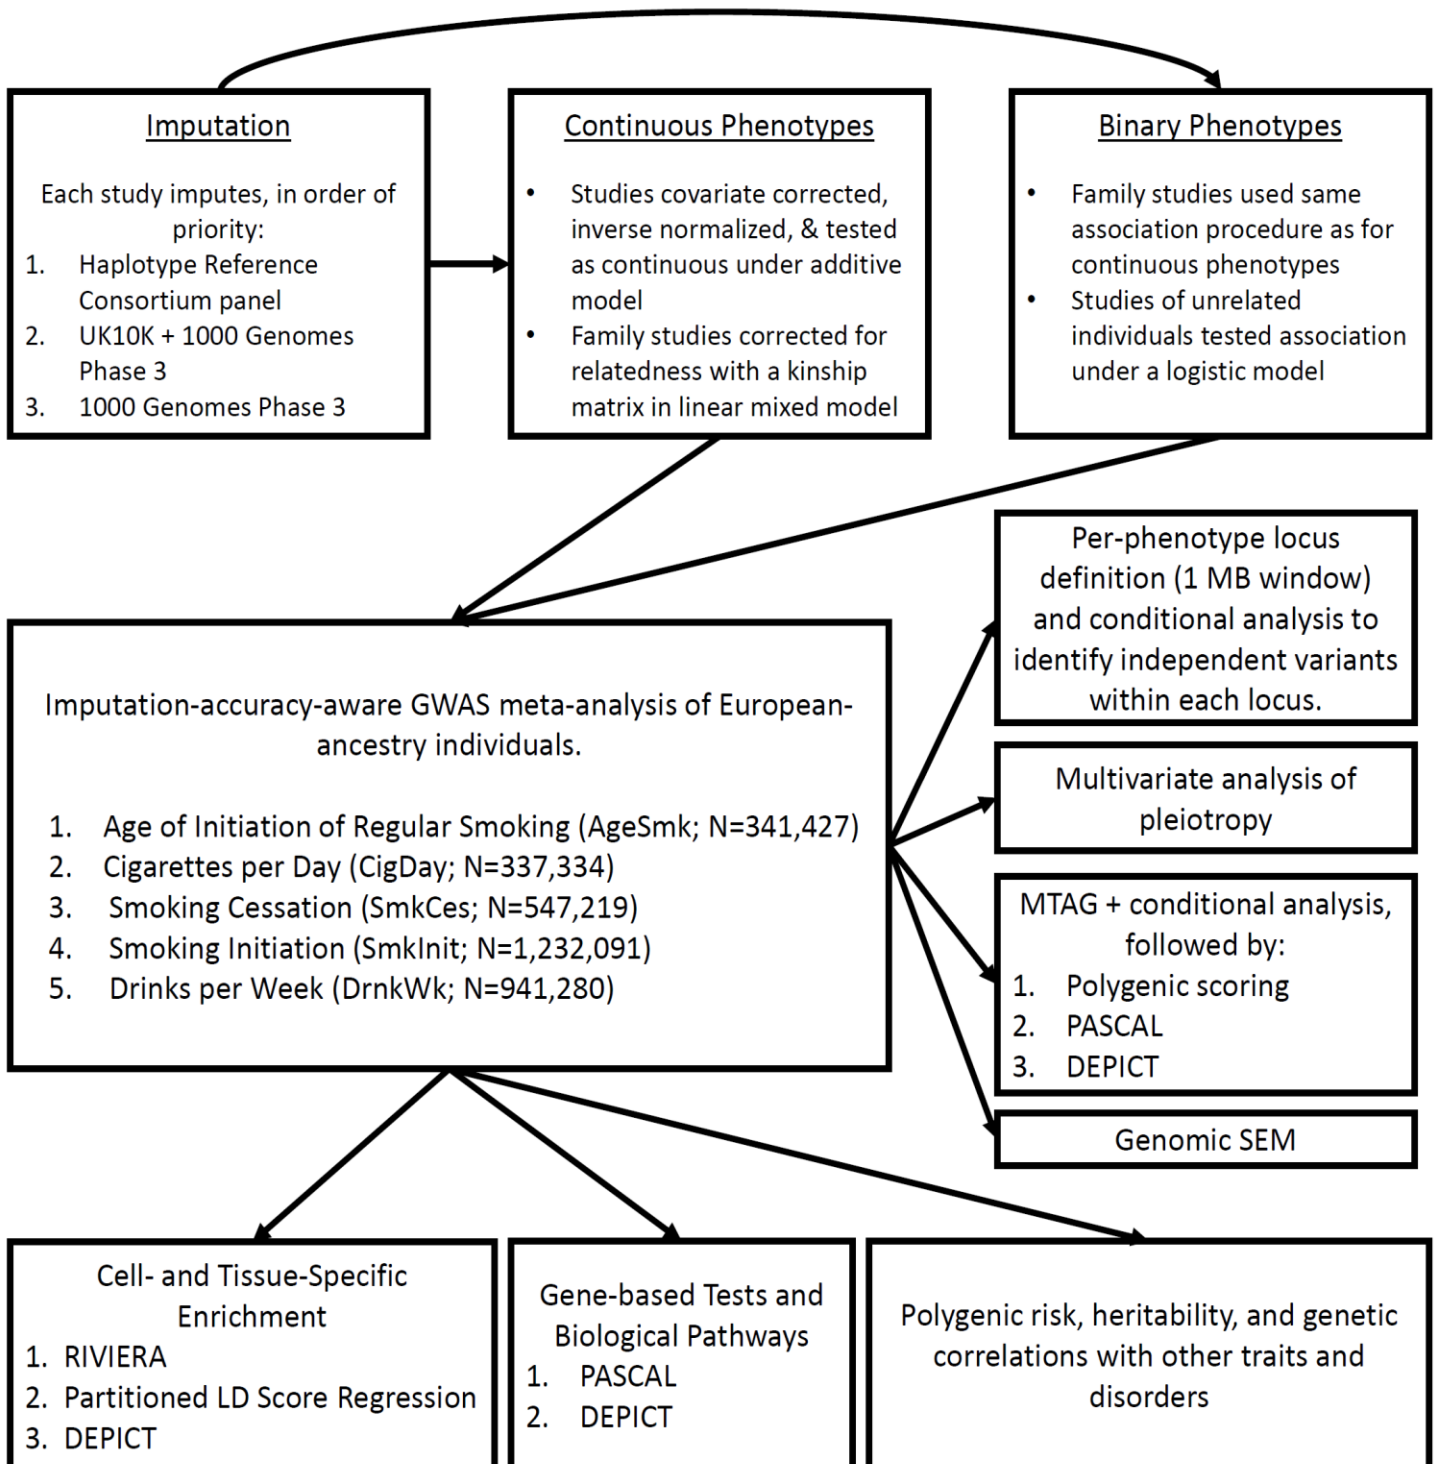 Imputation
Each study imputes, in order of
priority:
1. Haplotype Reference
Consortium panel
2. UK10K + 1000 Genomes
Phase 3
3. 1000 Genomes Phase 3
Continuous Phenotypes
• Studies covariate corrected,
inverse normalized, & tested
as continuous under additive
model
• Family studies corrected for
relatedness with a kinship
matrix in linear mixed model
Binary Phenotypes
• Family studies used same
association procedure as for
continuous phenotypes
• Studies of unrelated
individuals tested association
under a logistic model
Imputation-accuracy-aware GWAS meta-analysis of European-
ancestry individuals.
1. Age of Initiation of Regular Smoking (AgeSmk; N=341,427)
2. Cigarettes per Day (CigDay; N=337,334)
3. Smoking Cessation (SmkCes; N=547,219)
4. Smoking Initiation (SmkInit; N=1,232,091)
5. Drinks per Week (DrnkWk; N=941,280)
Per-phenotype locus
definition (1 MB window)
and conditional analysis to
identify independent variants
within each locus.
Multivariate analysis of
pleiotropy
MTAG + conditional analysis,
followed by:
1. Polygenic scoring
2. PASCAL
3. DEPICT
Genomic SEM
Cell- and Tissue-Specific
Enrichment
1. RIVIERA
2. Partitioned LD Score Regression
3. DEPICT
Gene-based Tests and
Biological Pathways
1. PASCAL
2. DEPICT
Polygenic risk, heritability, and genetic
correlations with other traits and
disorders